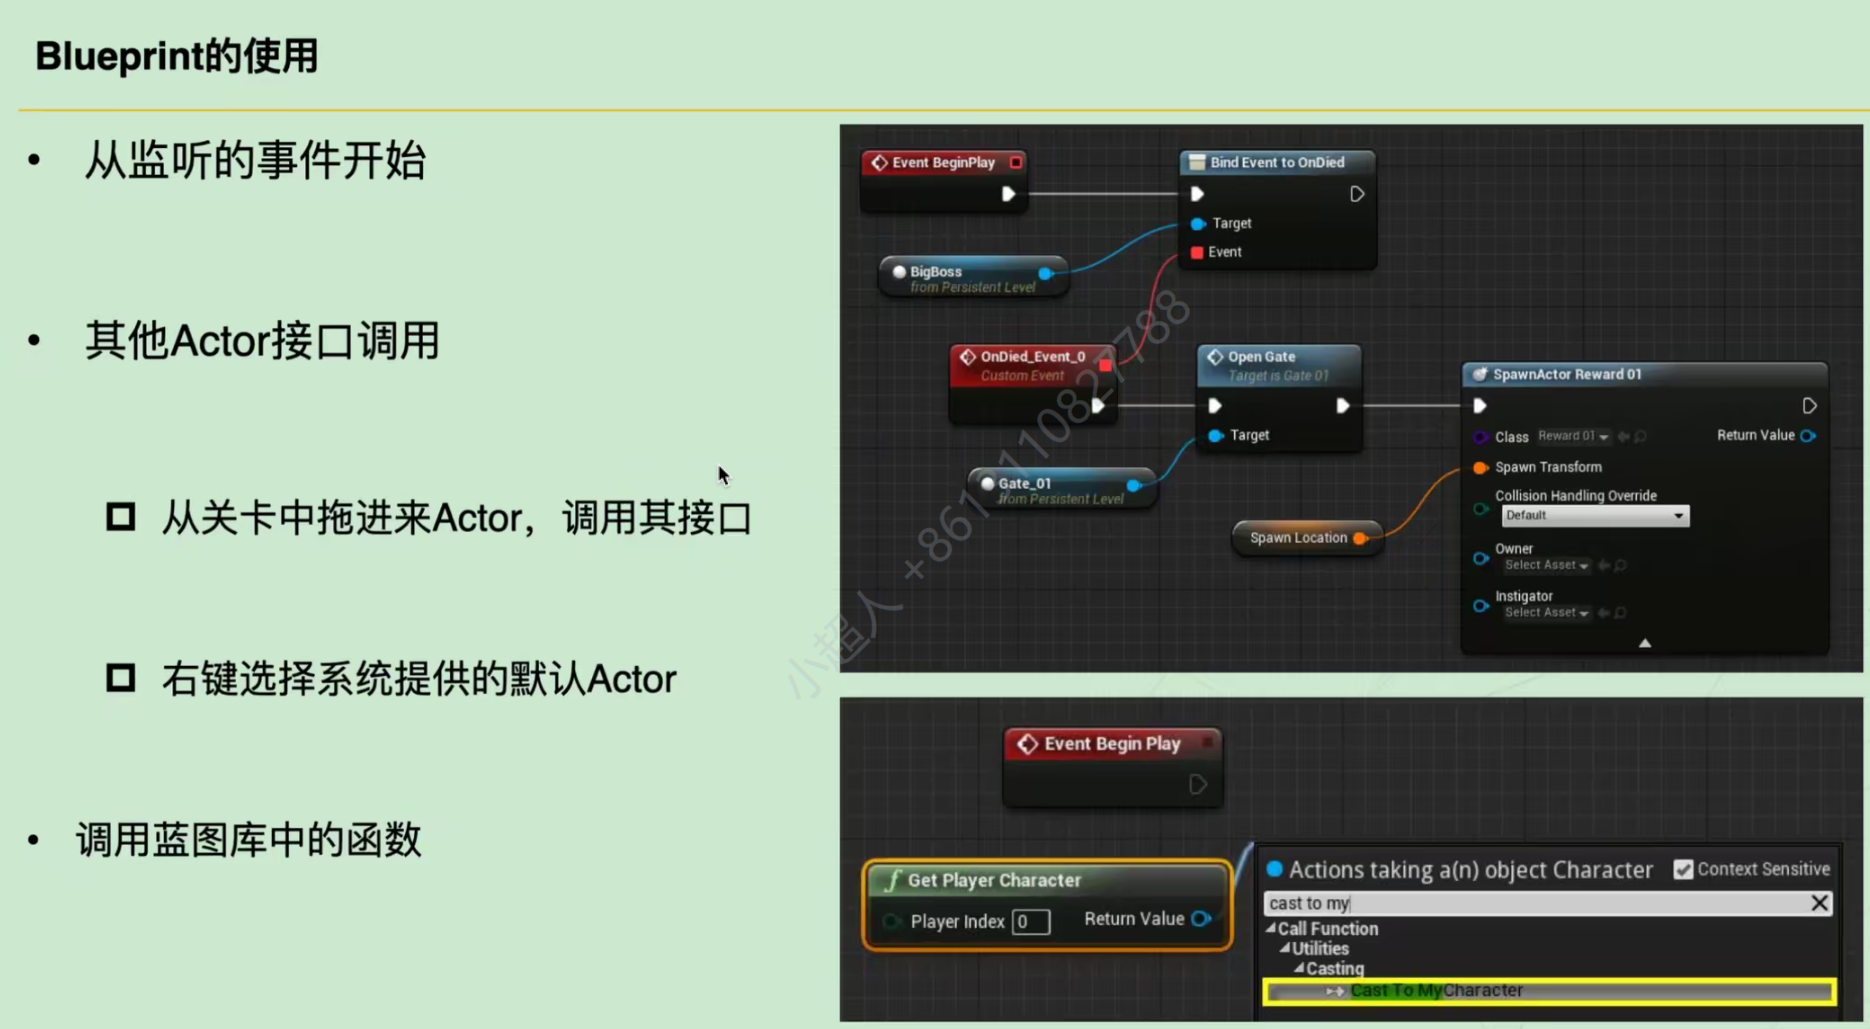 Blueprint的使用
• 从监听的事件开始
• 其他Actor接口调用
从关卡中拖进来Actor，调用其接口
右键选择系统提供的默认Actor
• 调用蓝图库中的函数
Event BeginPlay
Bind Event to OnDied
Target
Event
BigBoss
from Persistent Level
OnDied_Event_0
Custom Event
Open Gate
Target is Gate 01
Target
Gate_01
from Persistent Level
Spawn Location
SpawnActor Reward 01
Class Reward 01
Return Value
Spawn Transform
Collision Handling Override
Default
Owner
Select Asset
Instigator
Select Asset
小超人 +8613110827788
Event Begin Play
Get Player Character
Player Index 0
Return Value
Actions taking a(n) object Character
Context Sensitive
cast to my
Call Function
Utilities
Casting
Cast To MyCharacter